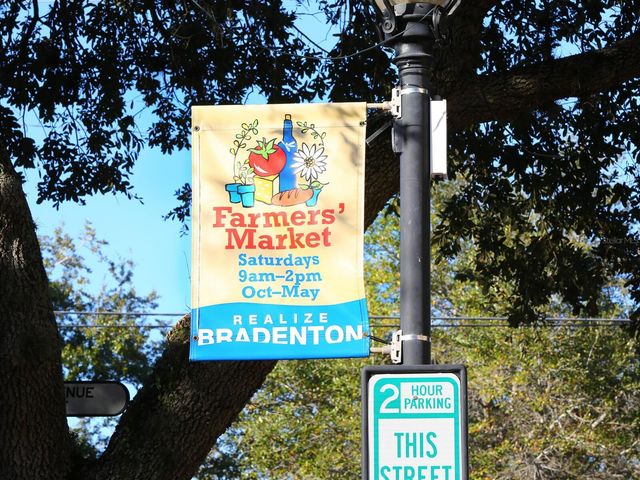 Farmers'
Market
Saturdays
9am–2pm
Oct–May
REALIZE
BRADENTON
NUE
2 HOUR
PARKING
THIS
STREET